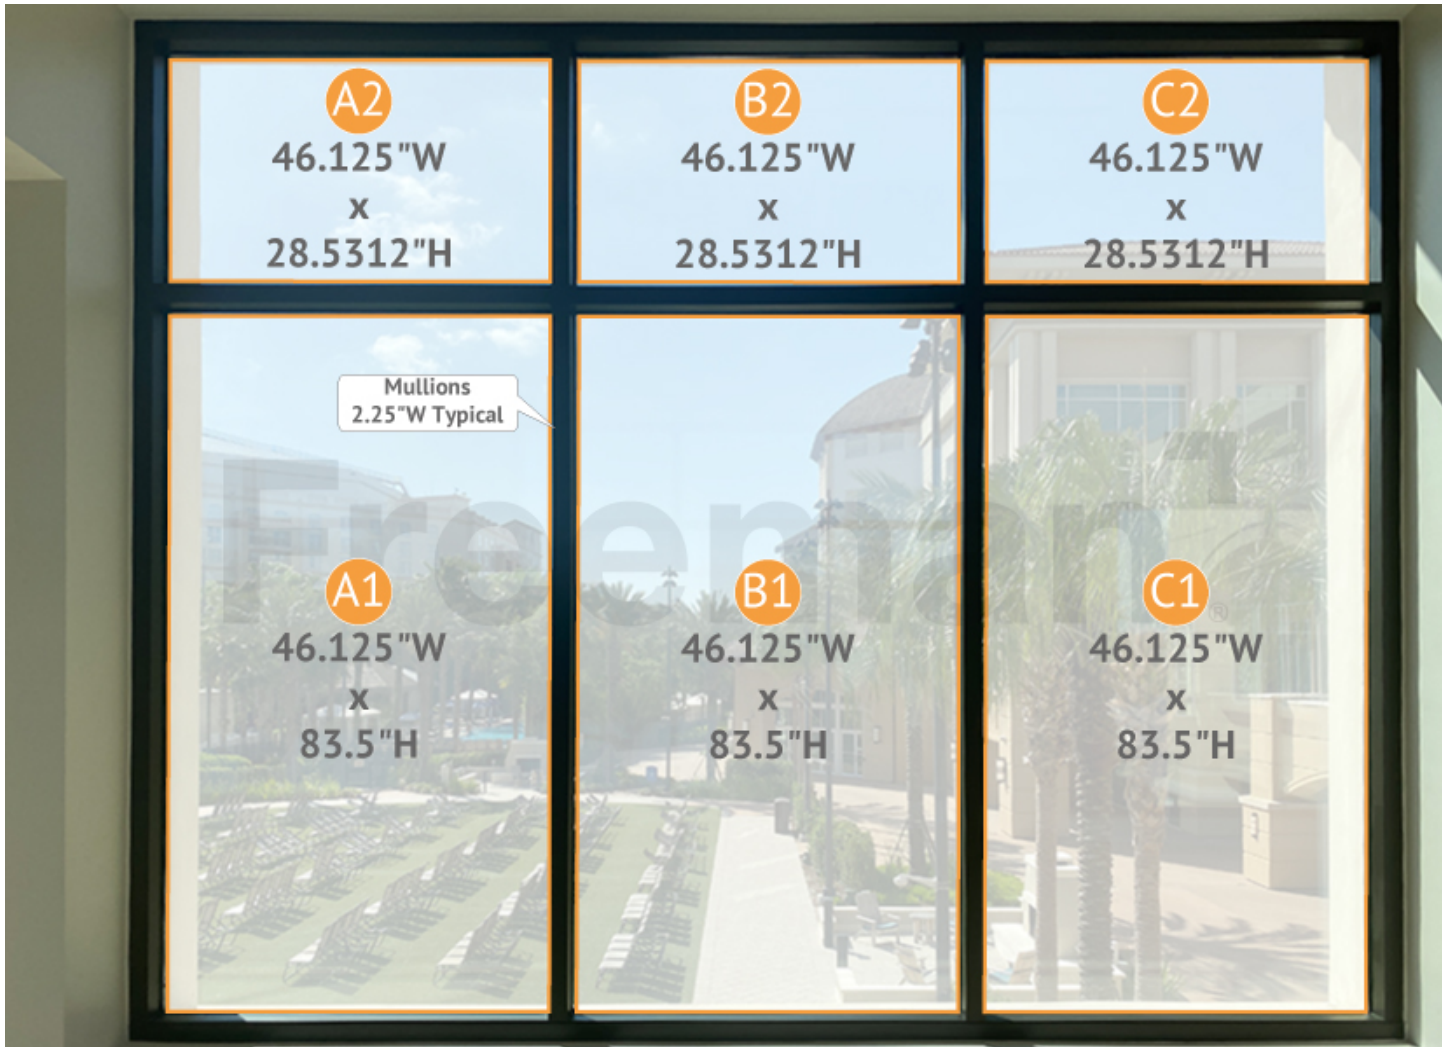 A2
46.125"W
x
28.5312"H
B2
46.125"W
x
28.5312"H
C2
46.125"W
x
28.5312"H
Mullions
2.25"W Typical
Freeman®
A1
46.125"W
x
83.5"H
B1
46.125"W
x
83.5"H
C1
46.125"W
x
83.5"H